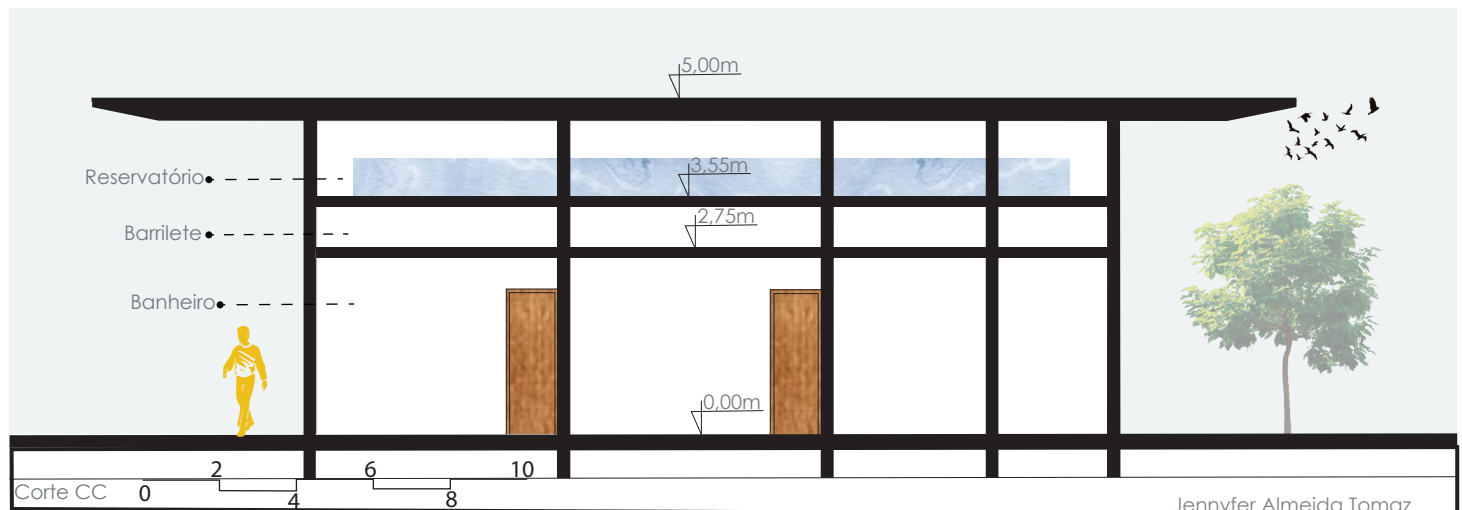 5,00m
3,55m
Reservatório
2,75m
Barrilete
Banheiro
0,00m
2 6 10
Corte CC 0 4 8
Jennyfer Almeida Tomaz